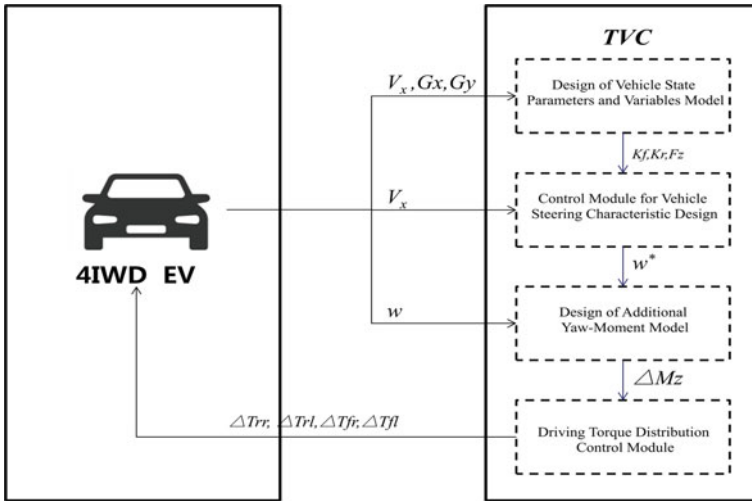 TVC
V_x,Gx,Gy
Design of Vehicle State
Parameters and Variables Model
Kf,Kr,Fz
V_x
Control Module for Vehicle
Steering Characteristic Design
4IWD EV
w*
w
Design of Additional
Yaw-Moment Model
△Mz
△Trr, △Trl,△Tfr,△Tfl
Driving Torque Distribution
Control Module